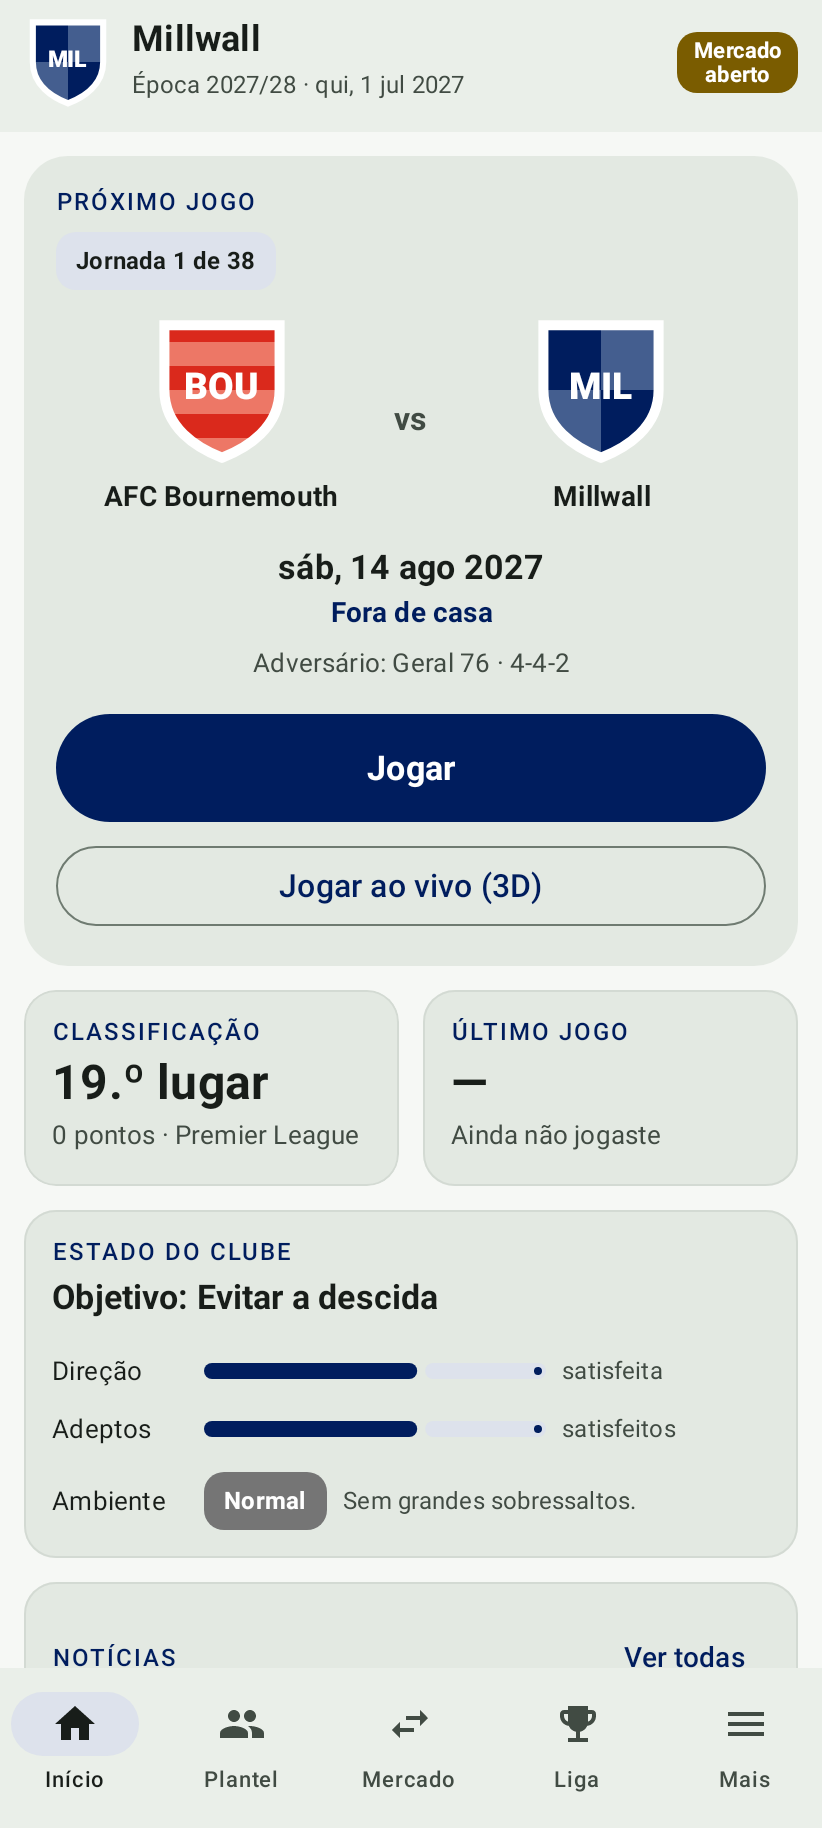 MIL
Millwall
Época 2027/28 · qui, 1 jul 2027
Mercado
aberto
PRÓXIMO JOGO
Jornada 1 de 38
BOU
vs
MIL
AFC Bournemouth
Millwall
sáb, 14 ago 2027
Fora de casa
Adversário: Geral 76 · 4-4-2
Jogar
Jogar ao vivo (3D)
CLASSIFICAÇÃO
19.º lugar
0 pontos · Premier League
ÚLTIMO JOGO
—
Ainda não jogaste
ESTADO DO CLUBE
Objetivo: Evitar a descida
Direção satisfeita
Adeptos satisfeitos
Ambiente Normal Sem grandes sobressaltos.
NOTÍCIAS Ver todas
Início Plantel Mercado Liga Mais